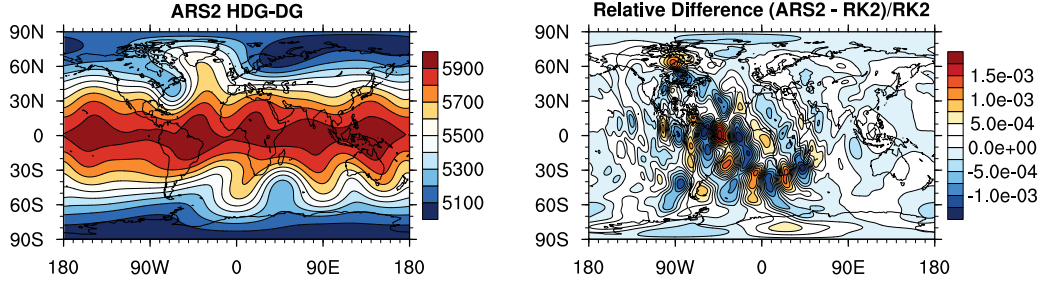 ARS2 HDG-DG
90N
60N
30N
0
30S
60S
90S
180 90W 0 90E 180
5900
5700
5500
5300
5100
Relative Difference (ARS2 - RK2)/RK2
90N
60N
30N
0
30S
60S
90S
180 90W 0 90E 180
1.5e-03
1.0e-03
5.0e-04
0.0e+00
-5.0e-04
-1.0e-03